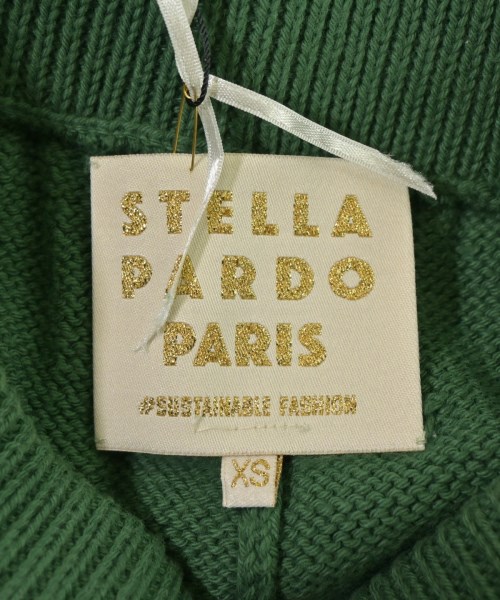 STELLA
PARDO
PARIS
#SUSTAINABLE FASHION
XS